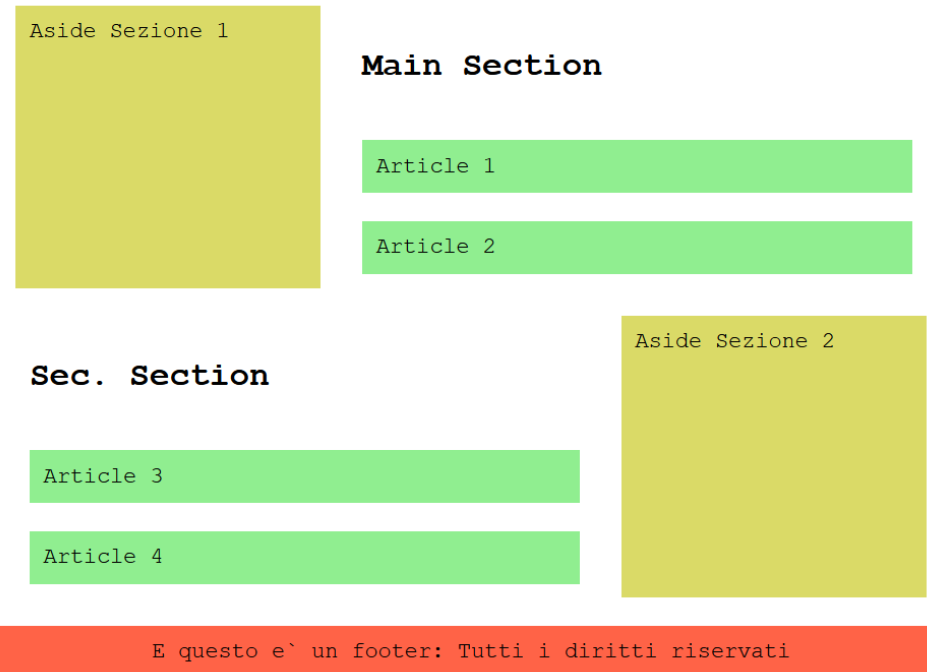 Aside Sezione 1
Main Section
Article 1
Article 2
Aside Sezione 2
Sec. Section
Article 3
Article 4
E questo e` un footer: Tutti i diritti riservati